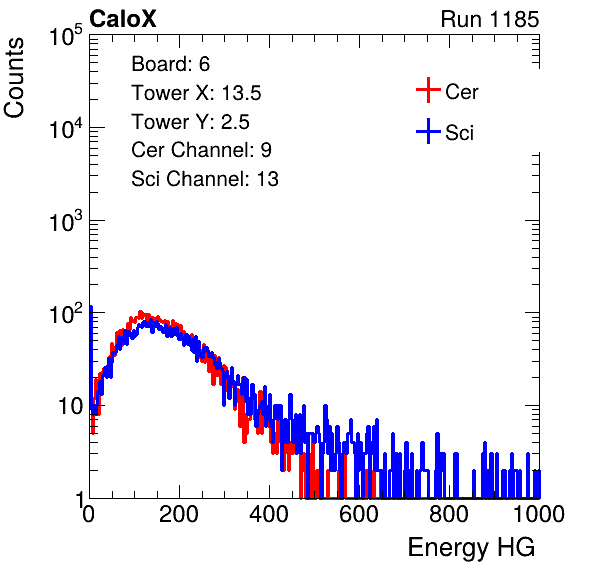 CaloX Run 1185
Counts
10^5
10^4
10^3
10^2
10
1
Board: 6
Tower X: 13.5
Tower Y: 2.5
Cer Channel: 9
Sci Channel: 13
Cer
Sci
0 200 400 600 800 1000
Energy HG